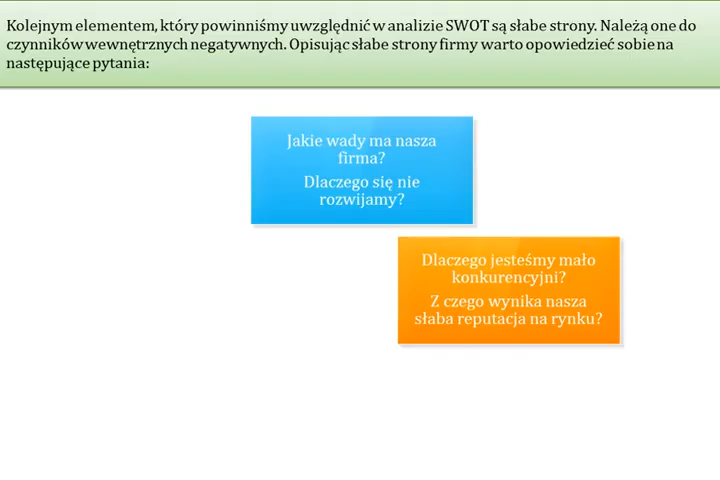 Kolejnym elementem, który powinniśmy uwzględnić w analizie SWOT są słabe strony. Należą one do
czynników wewnętrznych negatywnych. Opisując słabe strony firmy warto opowiedzieć sobie na
następujące pytania:
Jakie wady ma nasza
firma?
Dlaczego się nie
rozwijamy?
Dlaczego jesteśmy mało
konkurencyjni?
Z czego wynika nasza
słaba reputacja na rynku?